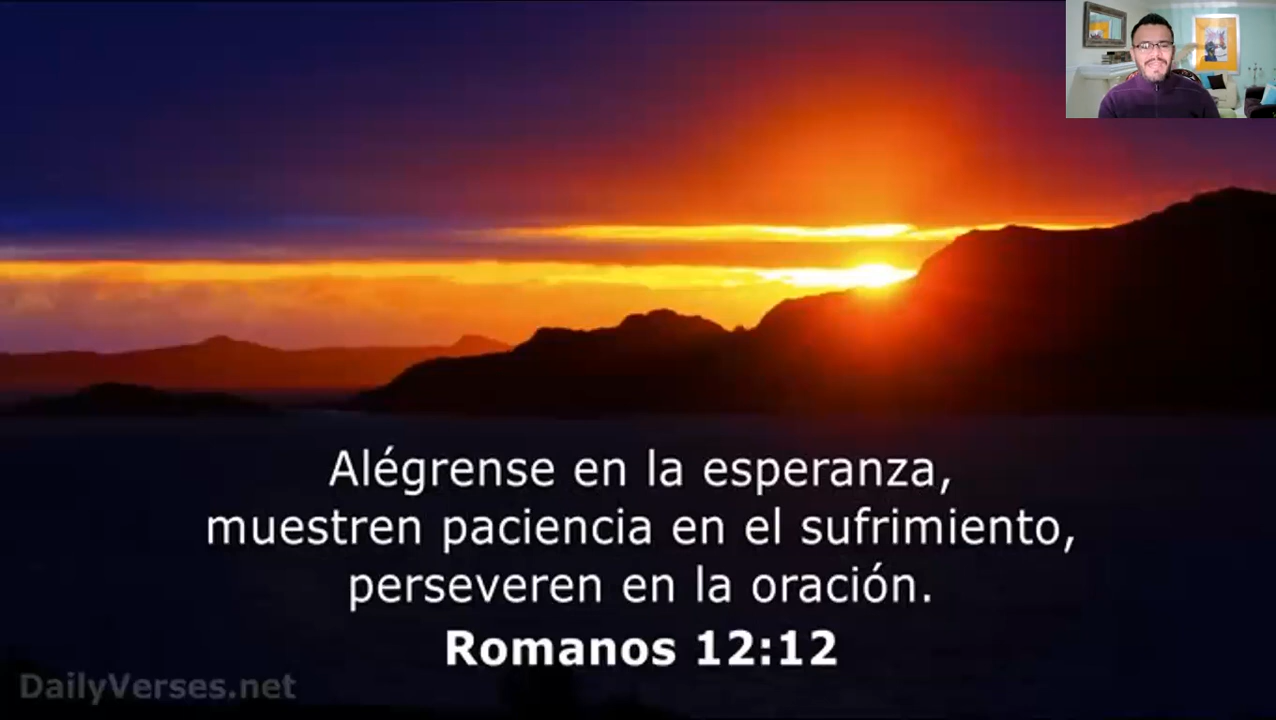 Alégrense en la esperanza,
muestren paciencia en el sufrimiento,
perseveren en la oración.
Romanos 12:12
DailyVerses.net